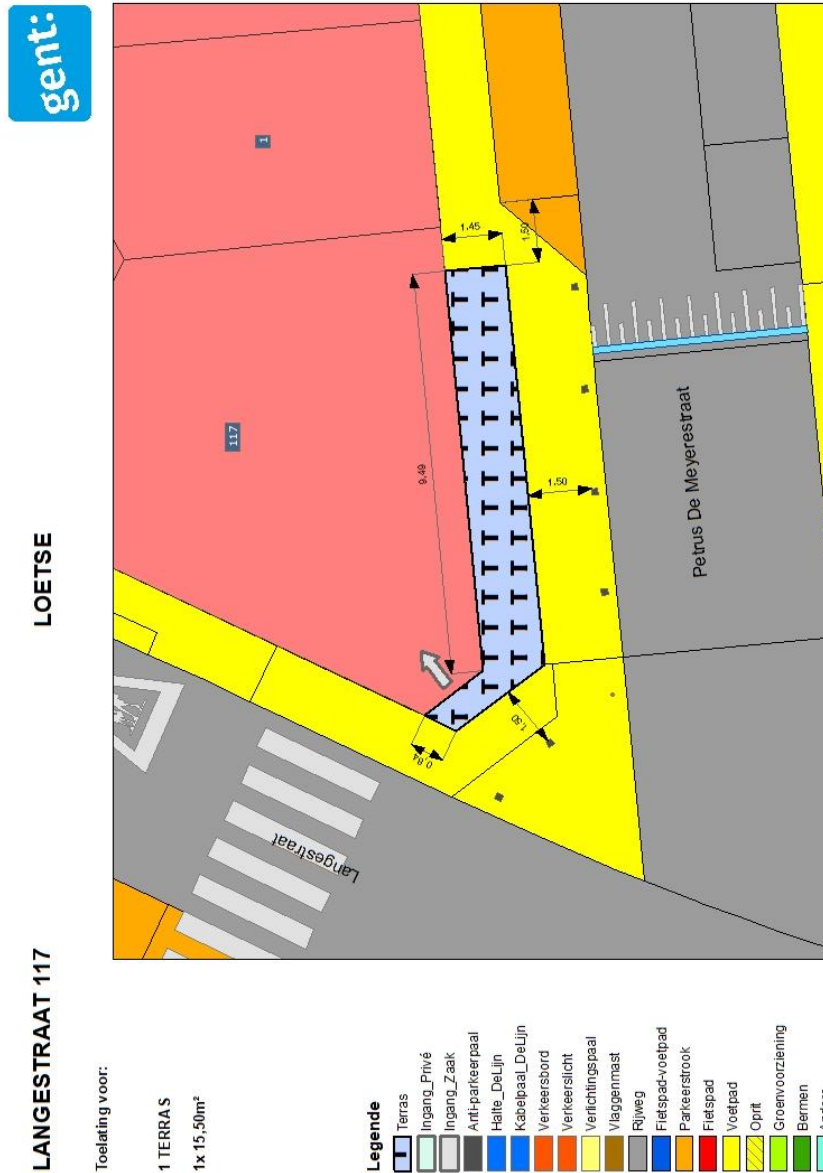 gent:
LANGESTRAAT 117
LOETSE
Toelating voor:
1 TERRAS
1x 15,50m²
Legende
Terras
Ingang_Privé
Ingang_Zaak
Anti-parkeerpaal
Halte_DeLijn
Kabelpaal_DeLijn
Verkeersbord
Verkeerslicht
Verlichtingspaal
Vlaggenmast
Rijweg
Fietspad-voetpad
Parkeerstrook
Fietspad
Voetpad
Oprit
Groenvoorziening
Bermen
1
117
1.45
1.50
9.49
1.50
0.84
1.50
Langestraat
Petrus De Meyerestraat